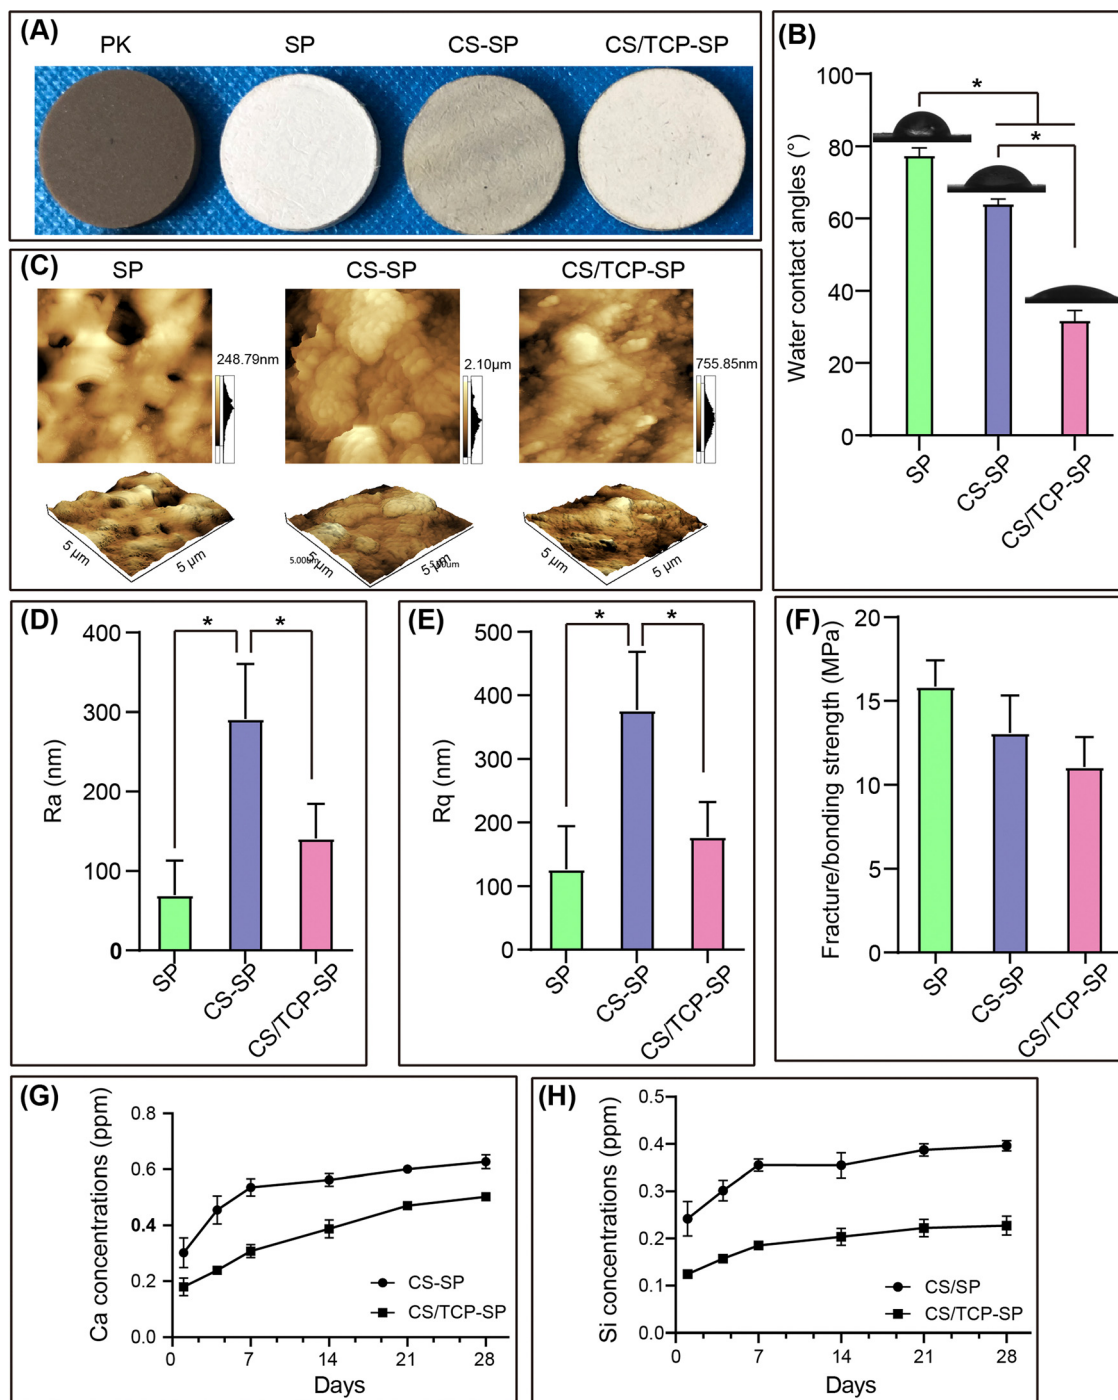 (A)
PK SP CS-SP CS/TCP-SP
(B)
Water contact angles (°)
100
80
60
40
20
0
*
*
SP
CS-SP
CS/TCP-SP
(C)
SP CS-SP CS/TCP-SP
248.79nm
2.10μm
755.85nm
5 μm
5 μm
5.00um
5 μm
5 μm
5 μm
(D)
Ra (nm)
400
300
200
100
0
* *
SP
CS-SP
CS/TCP-SP
(E)
Rq (nm)
500
400
300
200
100
0
* *
SP
CS-SP
CS/TCP-SP
(F)
Fracture/bonding strength (MPa)
20
15
10
5
0
SP
CS-SP
CS/TCP-SP
(G)
Ca concentrations (ppm)
0.8
0.6
0.4
0.2
0.0
CS-SP
CS/TCP-SP
0 7 14 21 28
Days
(H)
Si concentrations (ppm)
0.5
0.4
0.3
0.2
0.1
0.0
CS/SP
CS/TCP-SP
0 7 14 21 28
Days